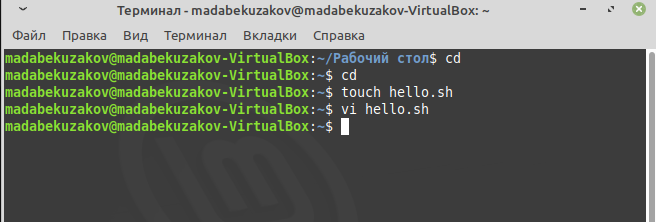 Терминал - madabekuzakov@madabekuzakov-VirtualBox: ~
Файл Правка Вид Терминал Вкладки Справка
madabekuzakov@madabekuzakov-VirtualBox:~/Рабочий стол$ cd
madabekuzakov@madabekuzakov-VirtualBox:~$ cd
madabekuzakov@madabekuzakov-VirtualBox:~$ touch hello.sh
madabekuzakov@madabekuzakov-VirtualBox:~$ vi hello.sh
madabekuzakov@madabekuzakov-VirtualBox:~$